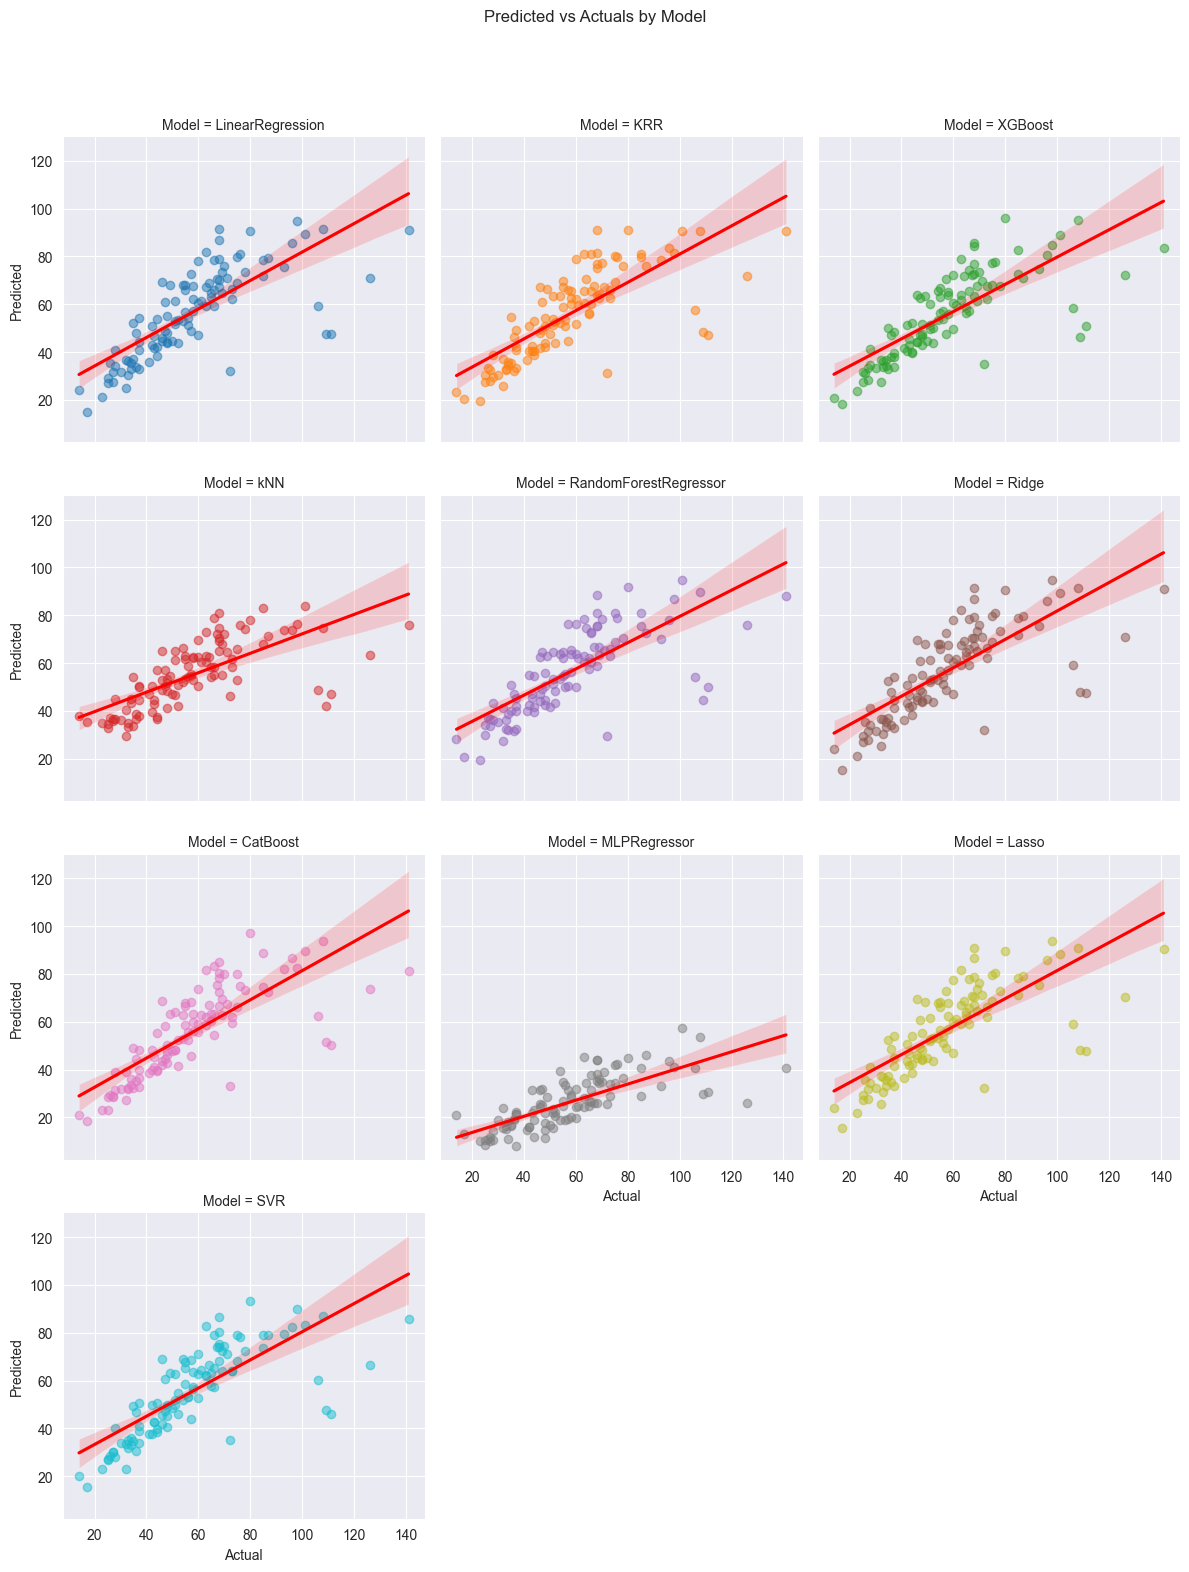 Predicted vs Actuals by Model
Model = LinearRegression
Model = KRR
Model = XGBoost
120
100
80
60
40
20
Predicted
Model = kNN
Model = RandomForestRegressor
Model = Ridge
120
100
80
60
40
20
Predicted
Model = CatBoost
Model = MLPRegressor
Model = Lasso
120
100
80
60
40
20
Predicted
20 40 60 80 100 120 140
Actual
20 40 60 80 100 120 140
Actual
Model = SVR
120
100
80
60
40
20
Predicted
20 40 60 80 100 120 140
Actual